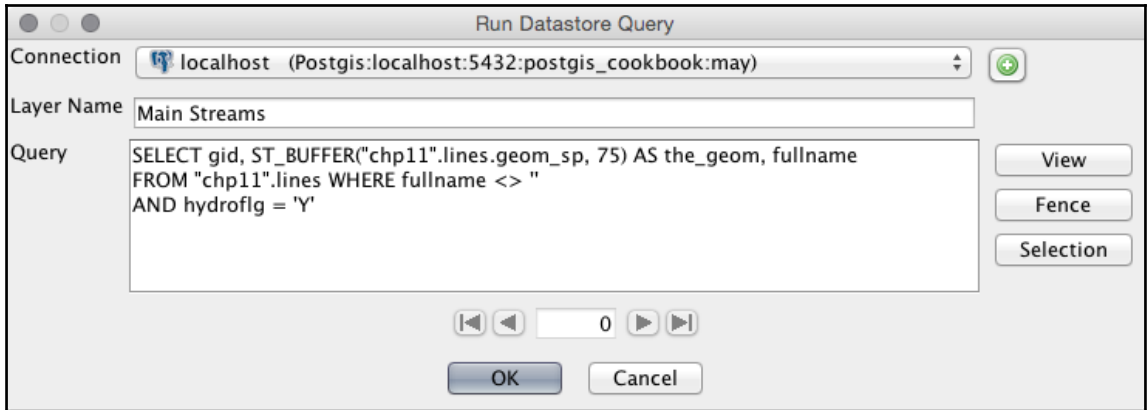 Run Datastore Query
Connection
localhost (Postgis:localhost:5432:postgis_cookbook:may)
Layer Name
Main Streams
Query
SELECT gid, ST_BUFFER("chp11".lines.geom_sp, 75) AS the_geom, fullname
FROM "chp11".lines WHERE fullname <> ''
AND hydroflg = 'Y'
View
Fence
Selection
0
OK
Cancel